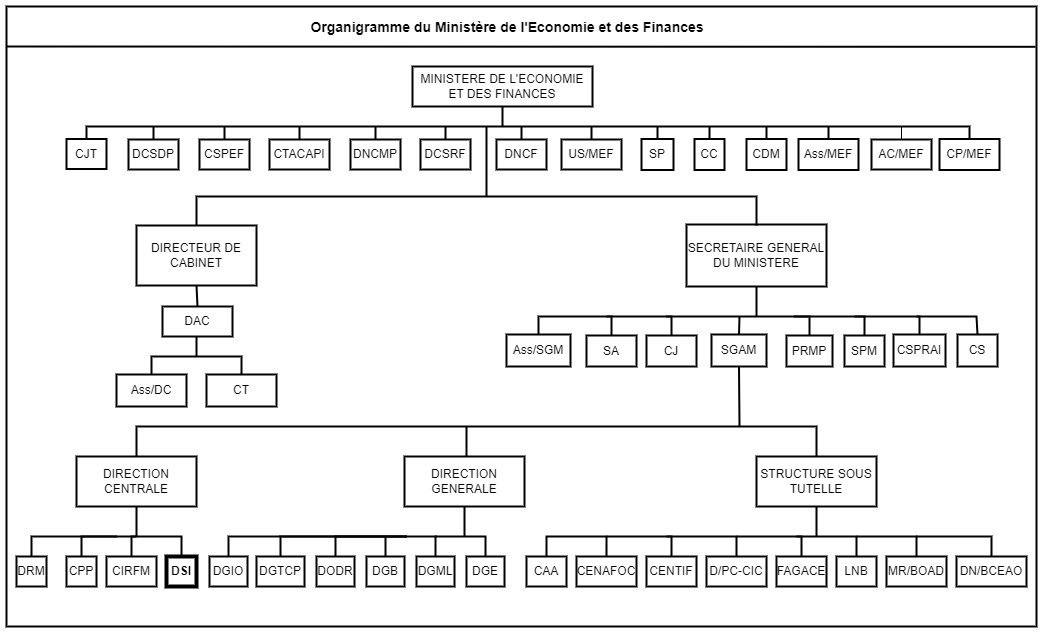 Organigramme du Ministère de l'Economie et des Finances
MINISTERE DE L'ECONOMIE
ET DES FINANCES
CJT
DCSDP
CSPEF
CTACAPI
DNCMP
DCSRF
DNCF
US/MEF
SP
CC
CDM
Ass/MEF
AC/MEF
CP/MEF
DIRECTEUR DE
CABINET
SECRETAIRE GENERAL
DU MINISTERE
DAC
Ass/DC
CT
Ass/SGM
SA
CJ
SGAM
PRMP
SPM
CSPRAI
CS
DIRECTION
CENTRALE
DIRECTION
GENERALE
STRUCTURE SOUS
TUTELLE
DRM
CPP
CIRFM
DSI
DGIO
DGTCP
DODR
DGB
DGML
DGE
CAA
CENAFOC
CENTIF
D/PC-CIC
FAGACE
LNB
MR/BOAD
DN/BCEAO